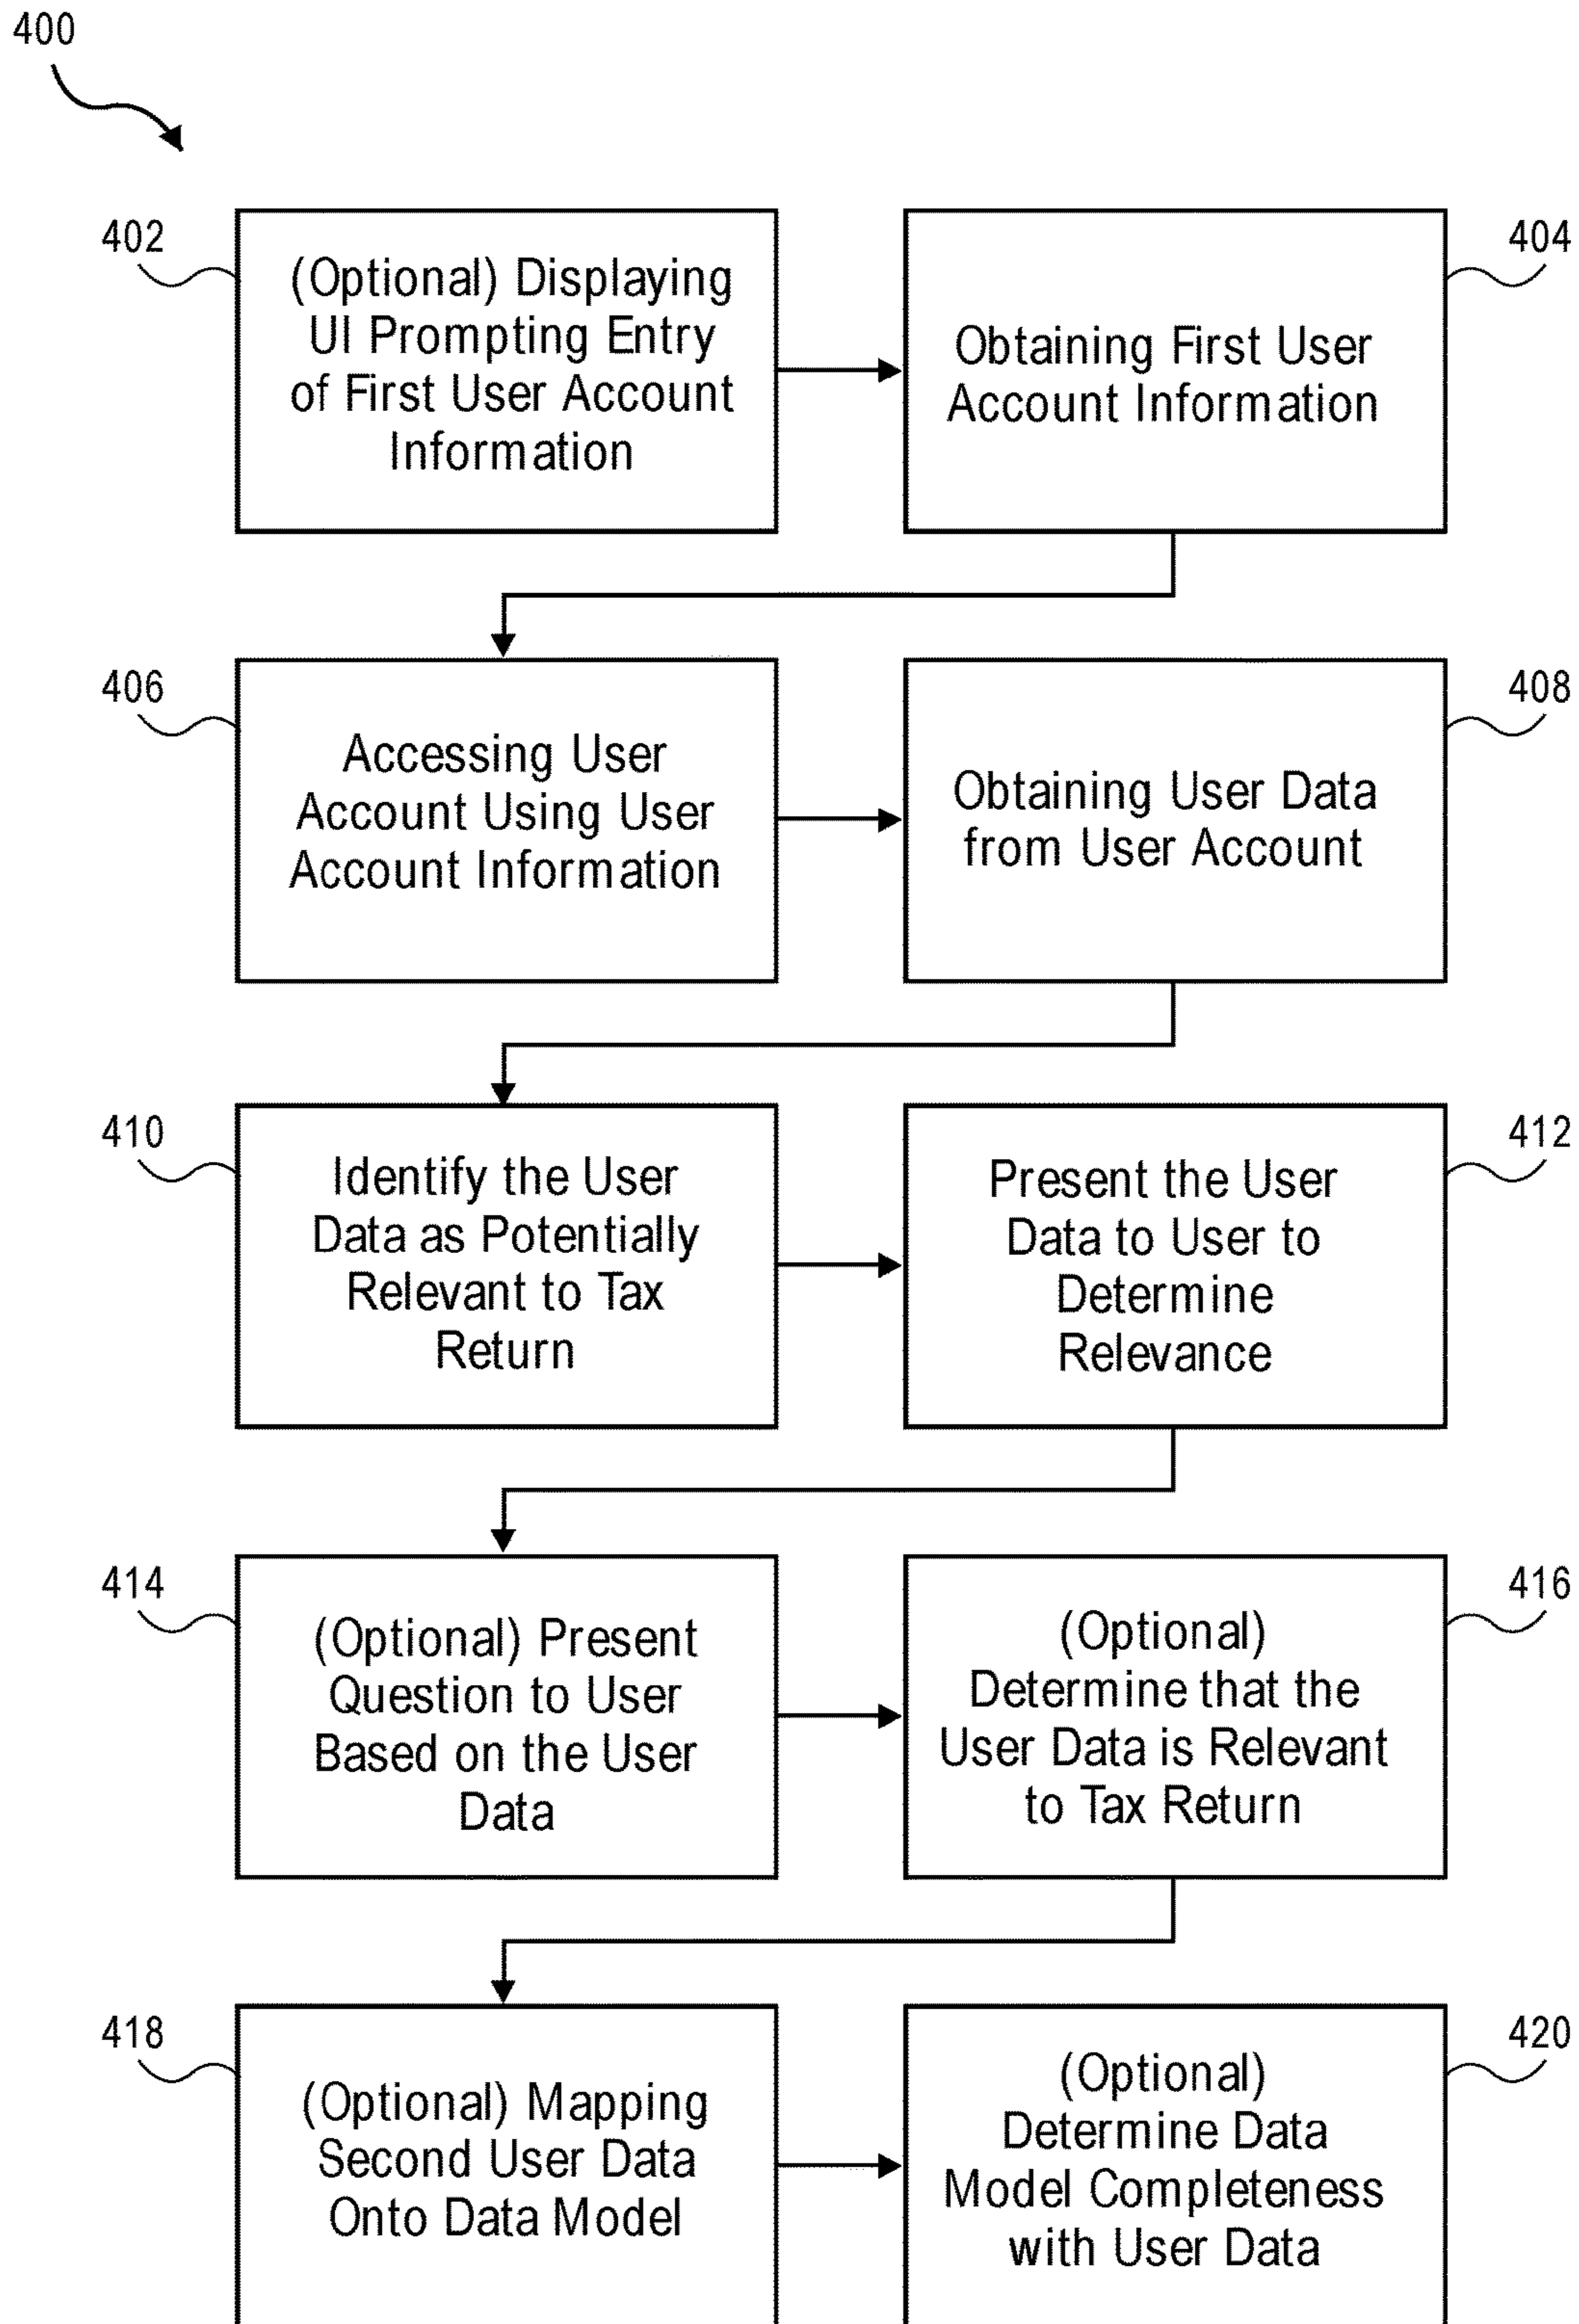 400
402
(Optional) Displaying
UI Prompting Entry
of First User Account
Information
404
Obtaining First User
Account Information
406
Accessing User
Account Using User
Account Information
408
Obtaining User Data
from User Account
410
Identify the User
Data as Potentially
Relevant to Tax
Return
412
Present the User
Data to User to
Determine
Relevance
414
(Optional) Present
Question to User
Based on the User
Data
416
(Optional)
Determine that the
User Data is Relevant
to Tax Return
418
(Optional) Mapping
Second User Data
Onto Data Model
420
(Optional)
Determine Data
Model Completeness
with User Data